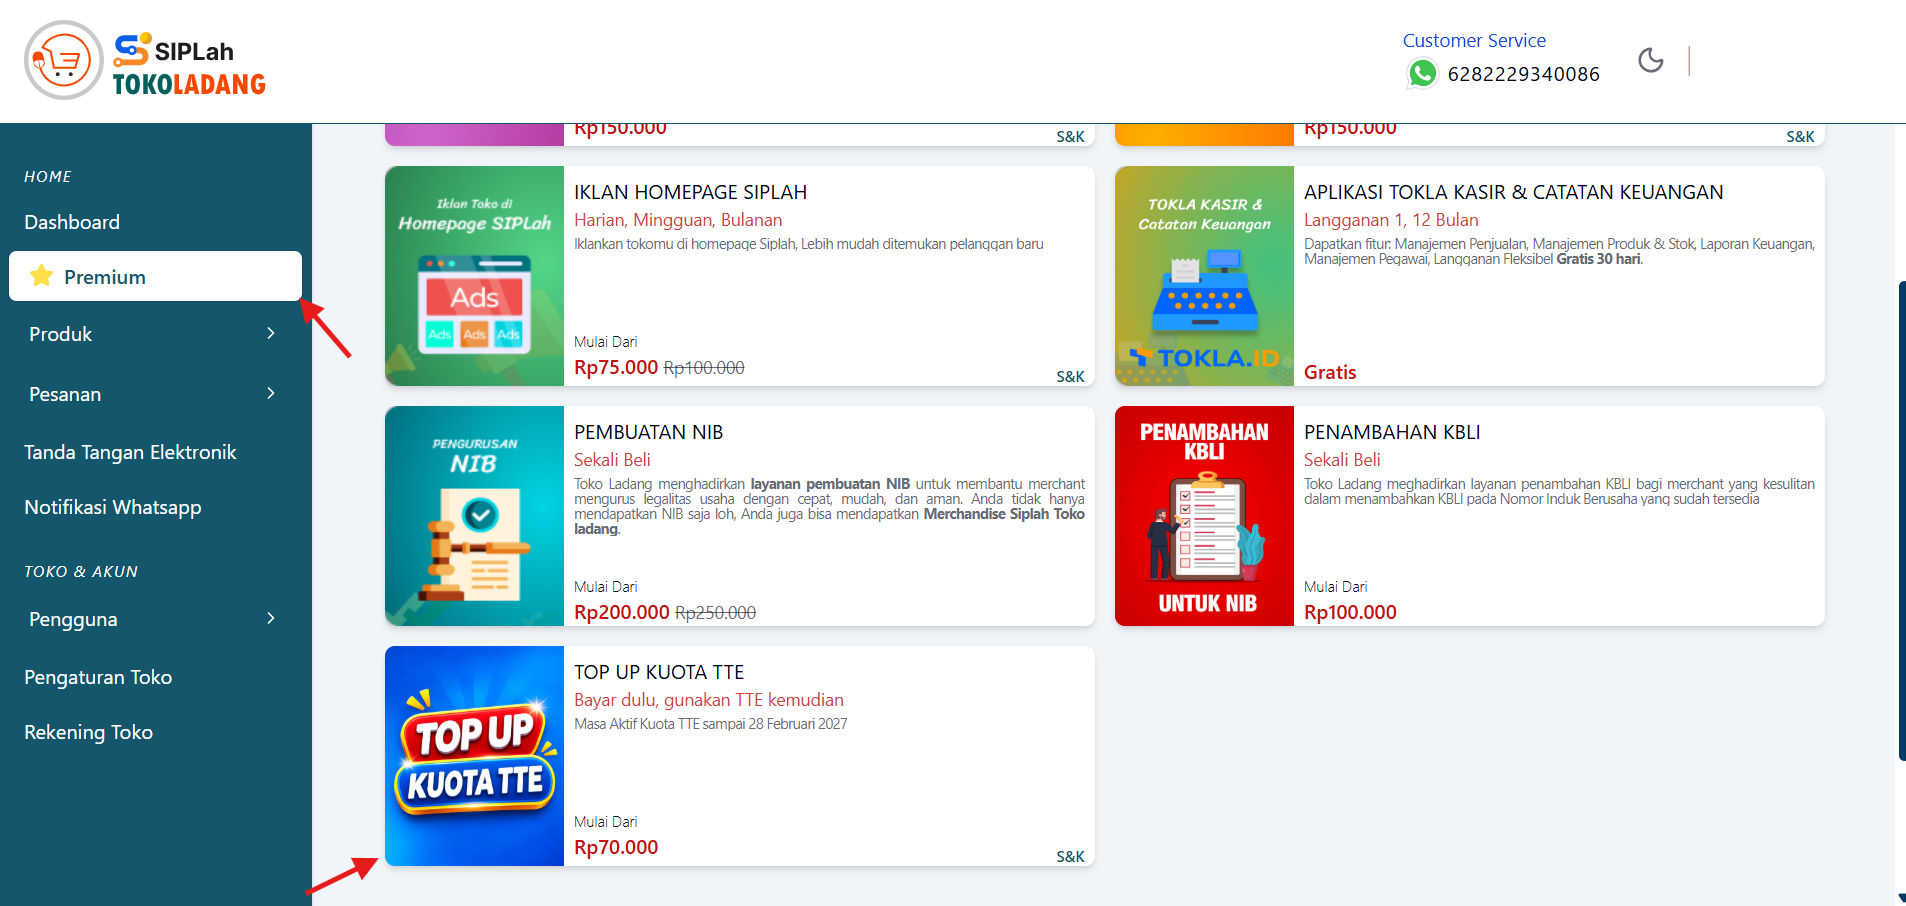 SIPLah
TOKOLADANG
Customer Service
6282229340086
HOME
Dashboard
Premium
Produk
Pesanan
Tanda Tangan Elektronik
Notifikasi Whatsapp
TOKO & AKUN
Pengguna
Pengaturan Toko
Rekening Toko
Rp150.000
S&K
Rp150.000
S&K
Iklan Toko di
Homepage SIPLah
Ads
Ads Ads Ads
IKLAN HOMEPAGE SIPLAH
Harian, Mingguan, Bulanan
Iklankan tokomu di homepage Siplah, Lebih mudah ditemukan pelanggan baru
Mulai Dari
Rp75.000 Rp100.000
S&K
TOKLA KASIR &
Catatan Keuangan
TOKLA.ID
APLIKASI TOKLA KASIR & CATATAN KEUANGAN
Langganan 1, 12 Bulan
Dapatkan fitur: Manajemen Penjualan, Manajemen Produk & Stok, Laporan Keuangan,
Manajemen Pegawai, Langganan Fleksibel Gratis 30 hari.
Gratis
PENGURUSAN
NIB
PEMBUATAN NIB
Sekali Beli
Toko Ladang menghadirkan layanan pembuatan NIB untuk membantu merchant
mengurus legalitas usaha dengan cepat, mudah, dan aman. Anda tidak hanya
mendapatkan NIB saja loh, Anda juga bisa mendapatkan Merchandise Siplah Toko
ladang.
Mulai Dari
Rp200.000 Rp250.000
PENAMBAHAN
KBLI
UNTUK NIB
PENAMBAHAN KBLI
Sekali Beli
Toko Ladang meghadirkan layanan penambahan KBLI bagi merchant yang kesulitan
dalam menambahkan KBLI pada Nomor Induk Berusaha yang sudah tersedia
Mulai Dari
Rp100.000
TOP UP
KUOTA TTE
TOP UP KUOTA TTE
Bayar dulu, gunakan TTE kemudian
Masa Aktif Kuota TTE sampai 28 Februari 2027
Mulai Dari
Rp70.000
S&K